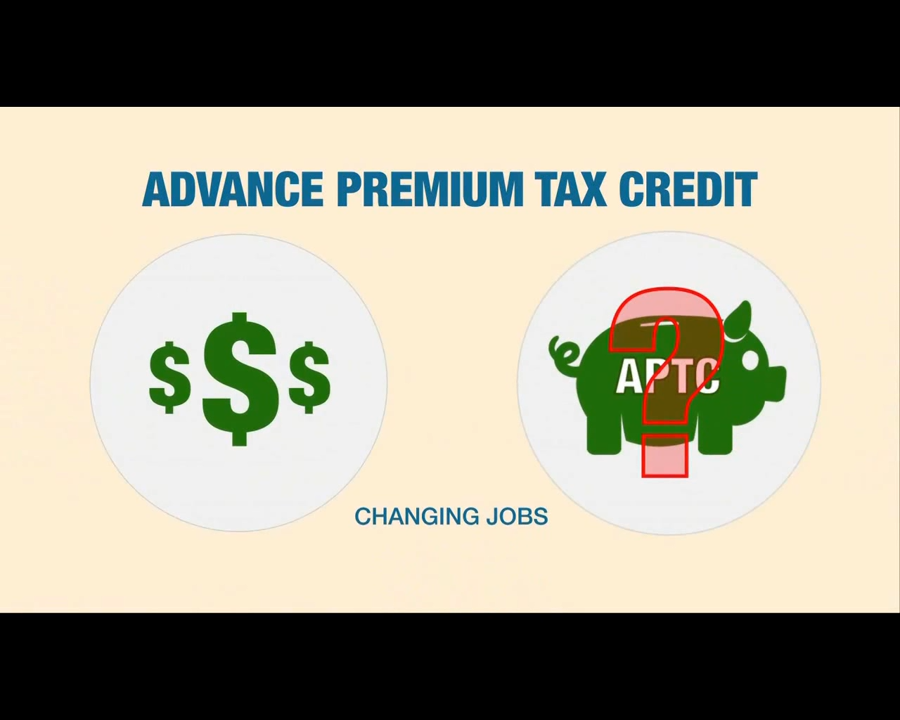 ADVANCE PREMIUM TAX CREDIT
$ $ $
APTC
?
CHANGING JOBS